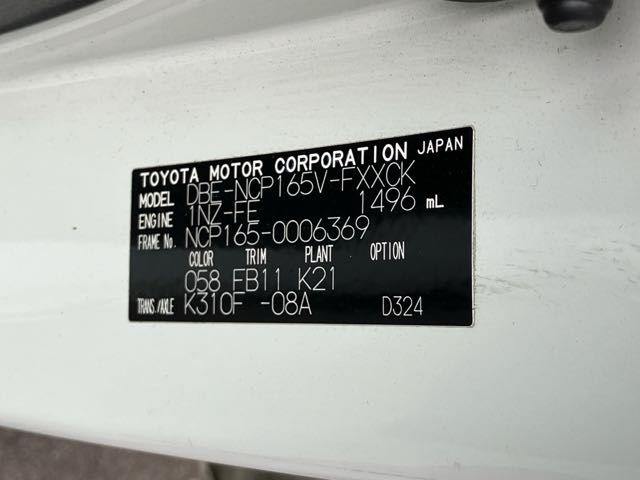 TOYOTA MOTOR CORPORATION JAPAN
MODEL DBE-NCP165V-FXXCK
ENGINE 1NZ-FE 1496 mL
FRAME No. NCP165-0006369
COLOR TRIM PLANT OPTION
058 FB11 K21
TRANS./AXLE K310F -08A D324